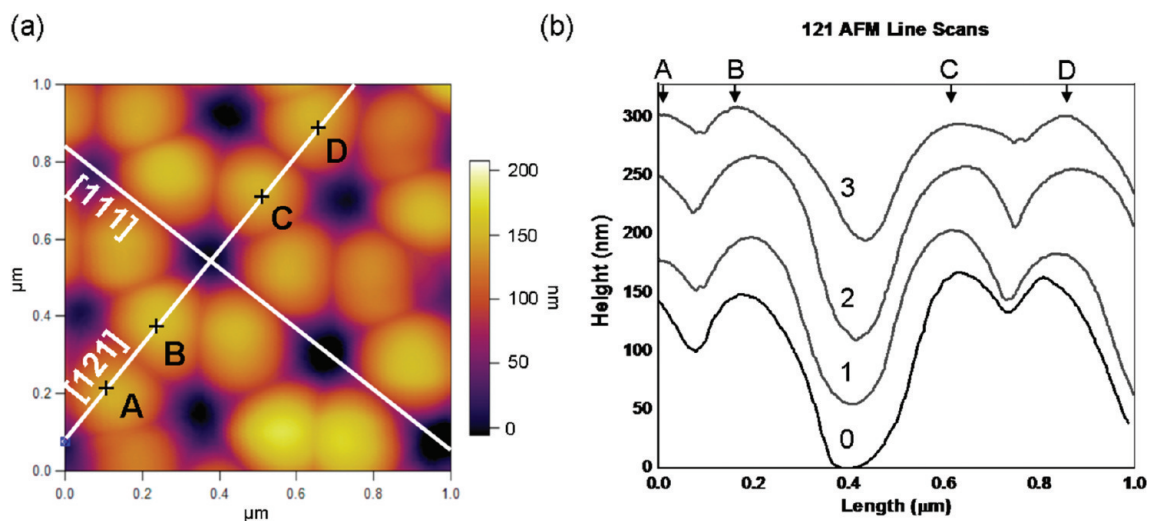 (a)
1.0
0.8
0.6
0.4
0.2
0.0
µm
0.0 0.2 0.4 0.6 0.8 1.0
µm
[111]
[121]
A
B
C
D
200
150
100
50
0
nm
(b)
121 AFM Line Scans
A B C D
300
250
200
150
100
50
0
Height (nm)
3
2
1
0
0.0 0.2 0.4 0.6 0.8 1.0
Length (µm)